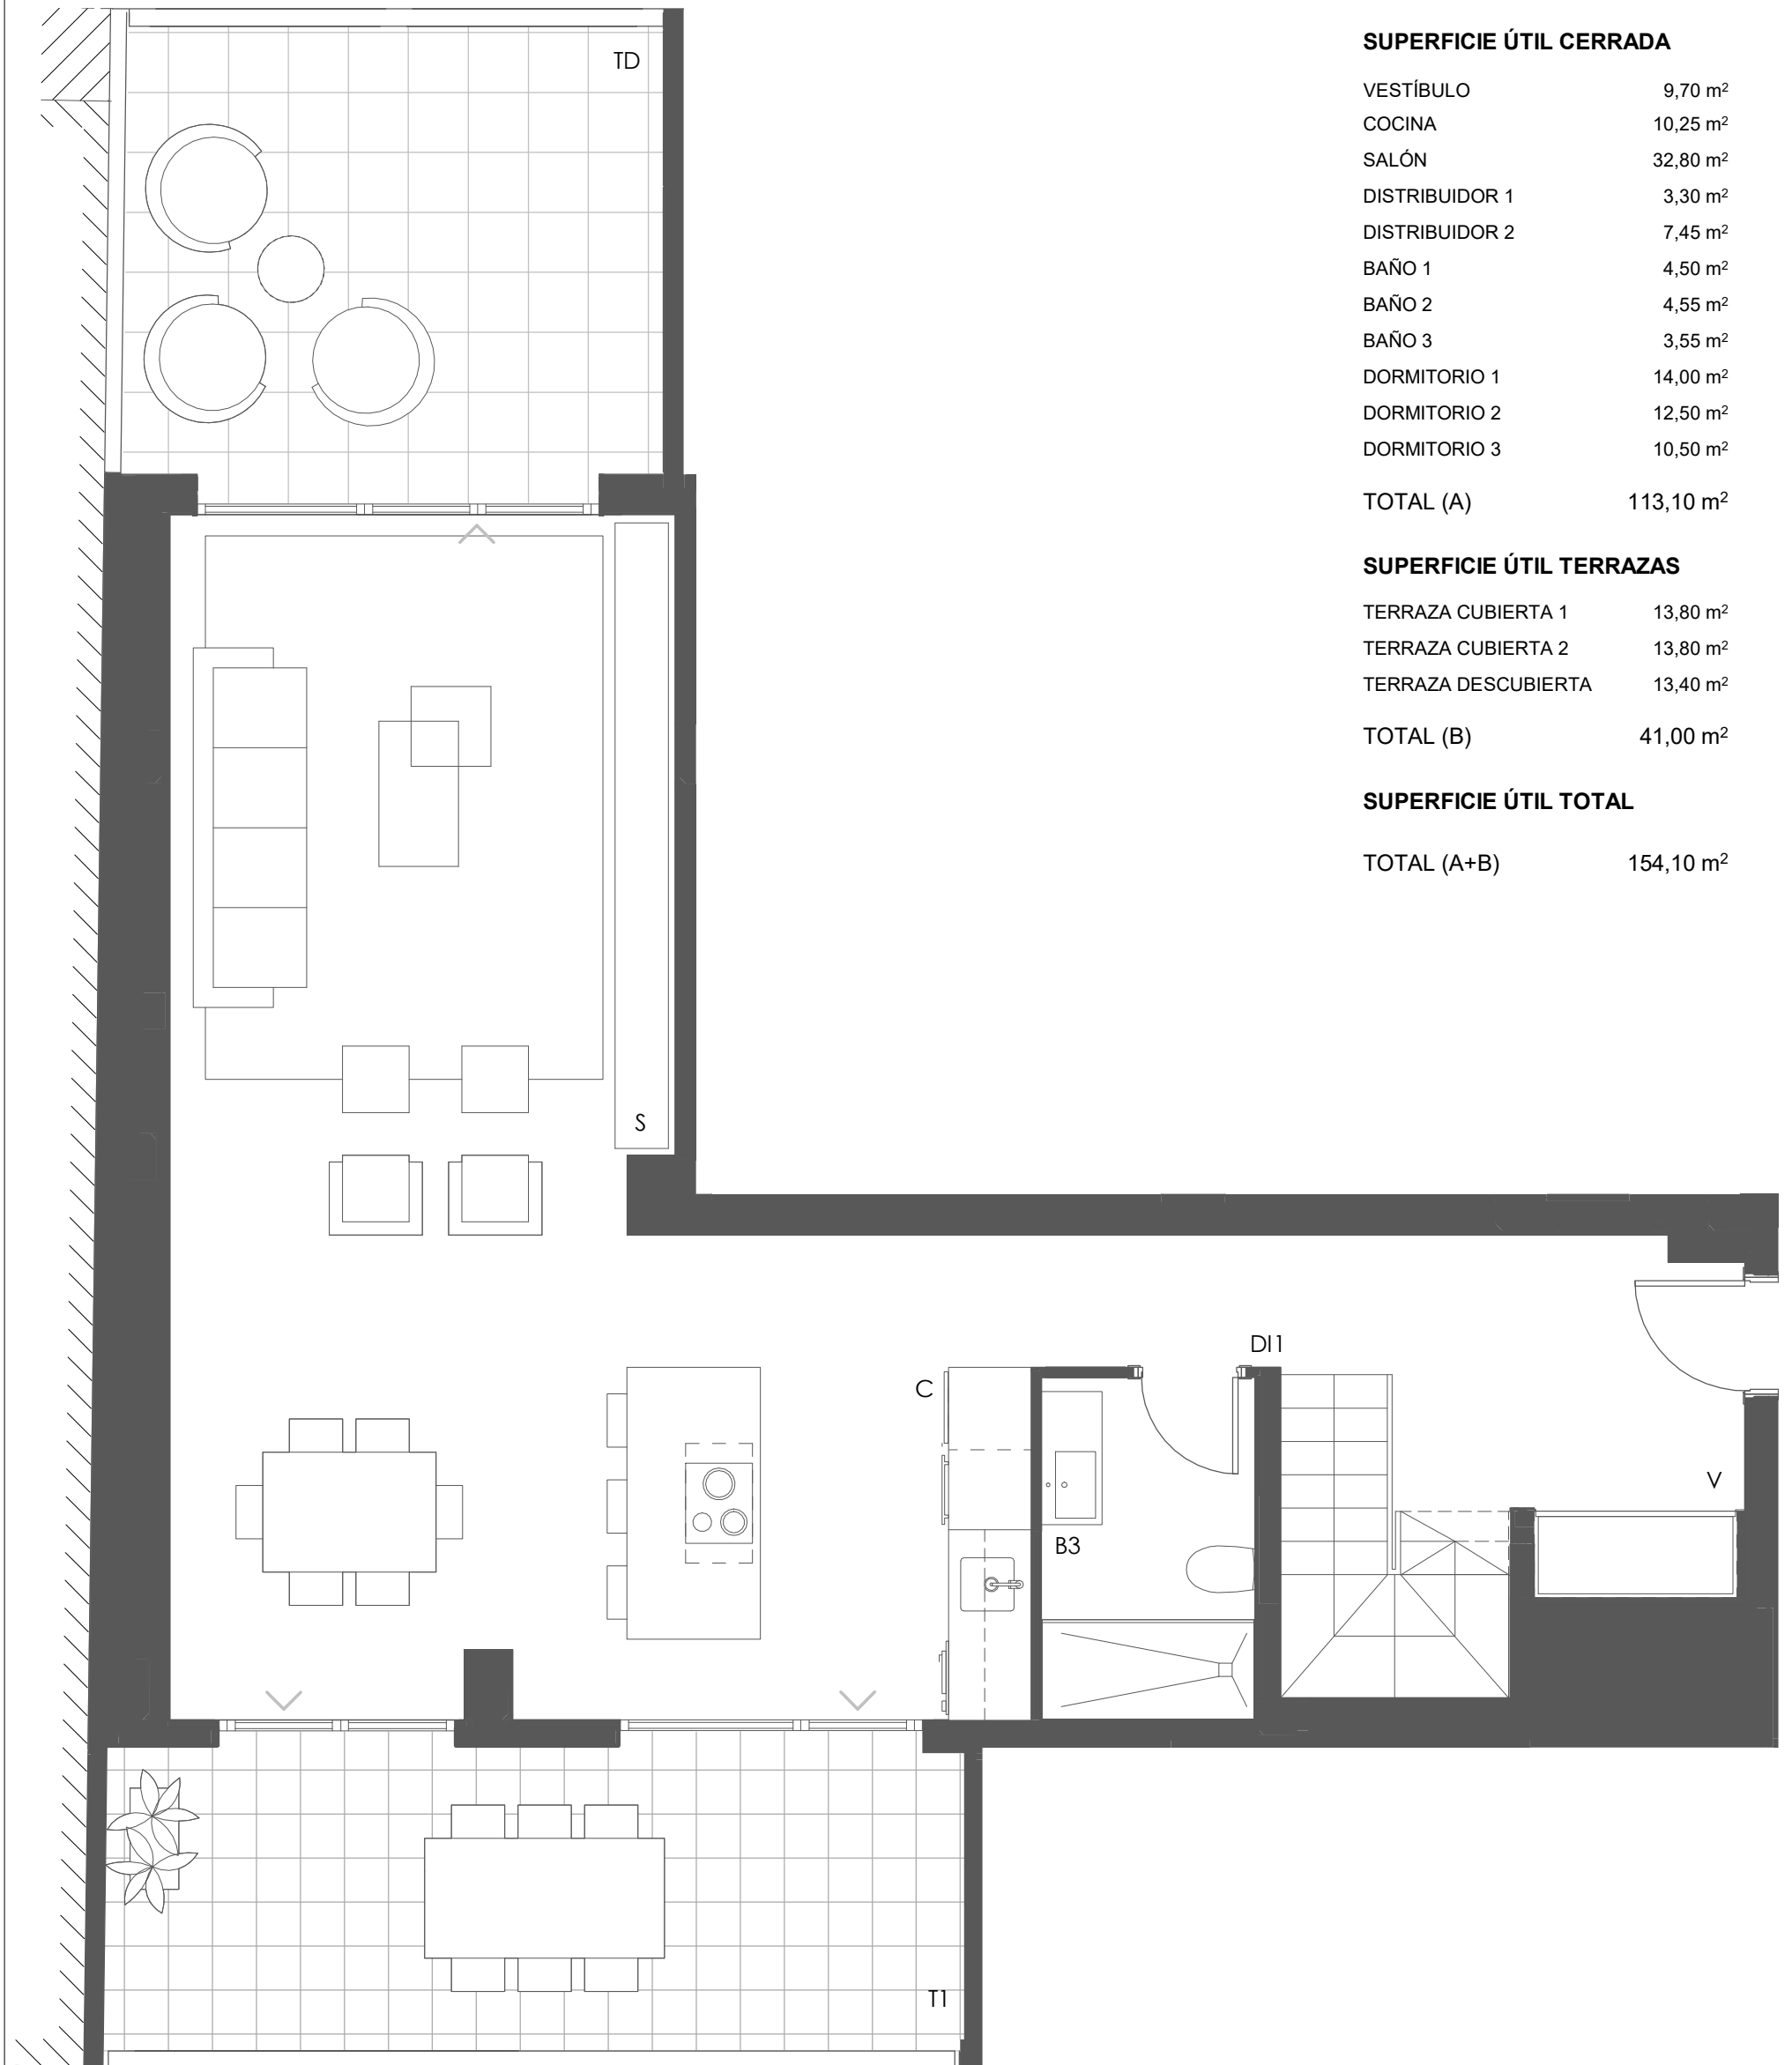 SUPERFICIE ÚTIL CERRADA
VESTÍBULO 9,70 m²
COCINA 10,25 m²
SALÓN 32,80 m²
DISTRIBUIDOR 1 3,30 m²
DISTRIBUIDOR 2 7,45 m²
BAÑO 1 4,50 m²
BAÑO 2 4,55 m²
BAÑO 3 3,55 m²
DORMITORIO 1 14,00 m²
DORMITORIO 2 12,50 m²
DORMITORIO 3 10,50 m²
TOTAL (A) 113,10 m²
SUPERFICIE ÚTIL TERRAZAS
TERRAZA CUBIERTA 1 13,80 m²
TERRAZA CUBIERTA 2 13,80 m²
TERRAZA DESCUBIERTA 13,40 m²
TOTAL (B) 41,00 m²
SUPERFICIE ÚTIL TOTAL
TOTAL (A+B) 154,10 m²
TD
S
DI1
C
V
B3
T1